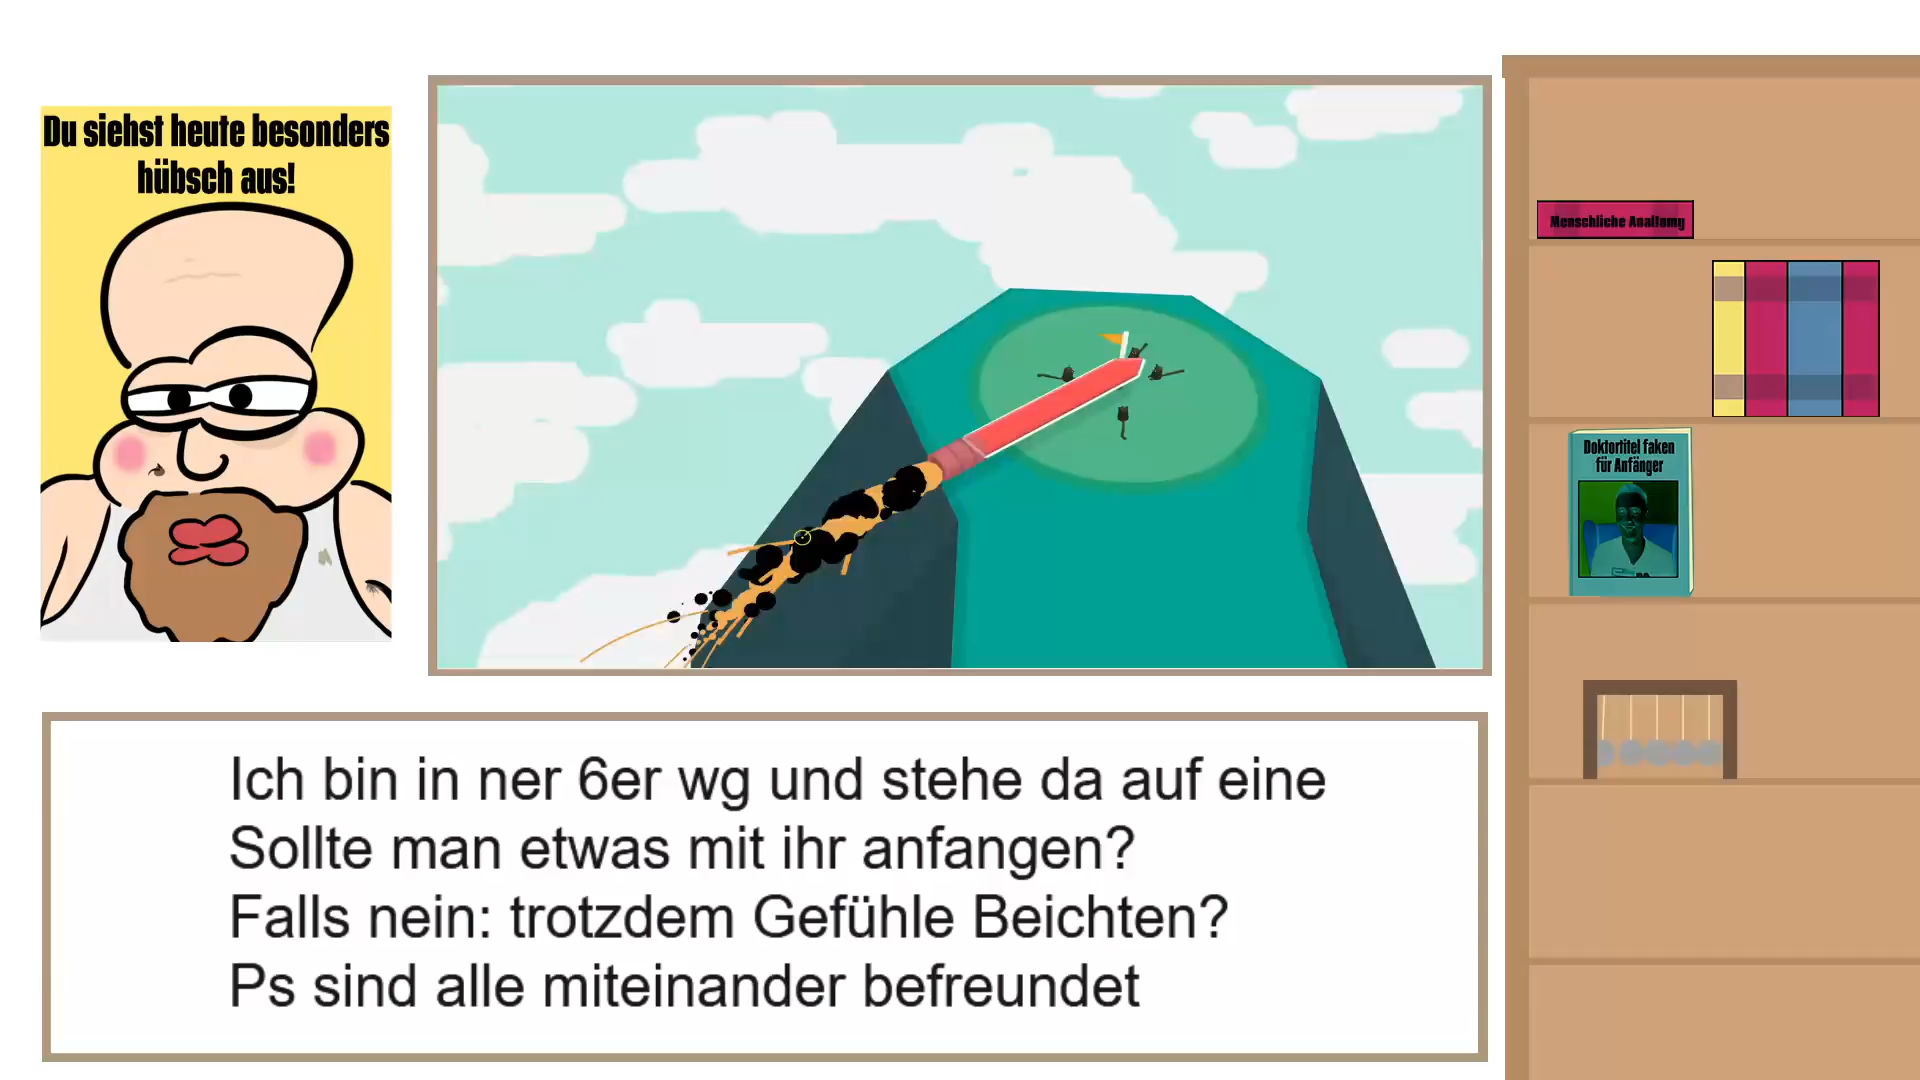 Du siehst heute besonders
hübsch aus!
Menschliche Anatomy
Doktortitel faken
für Anfänger
Ich bin in ner 6er wg und stehe da auf eine
Sollte man etwas mit ihr anfangen?
Falls nein: trotzdem Gefühle Beichten?
Ps sind alle miteinander befreundet